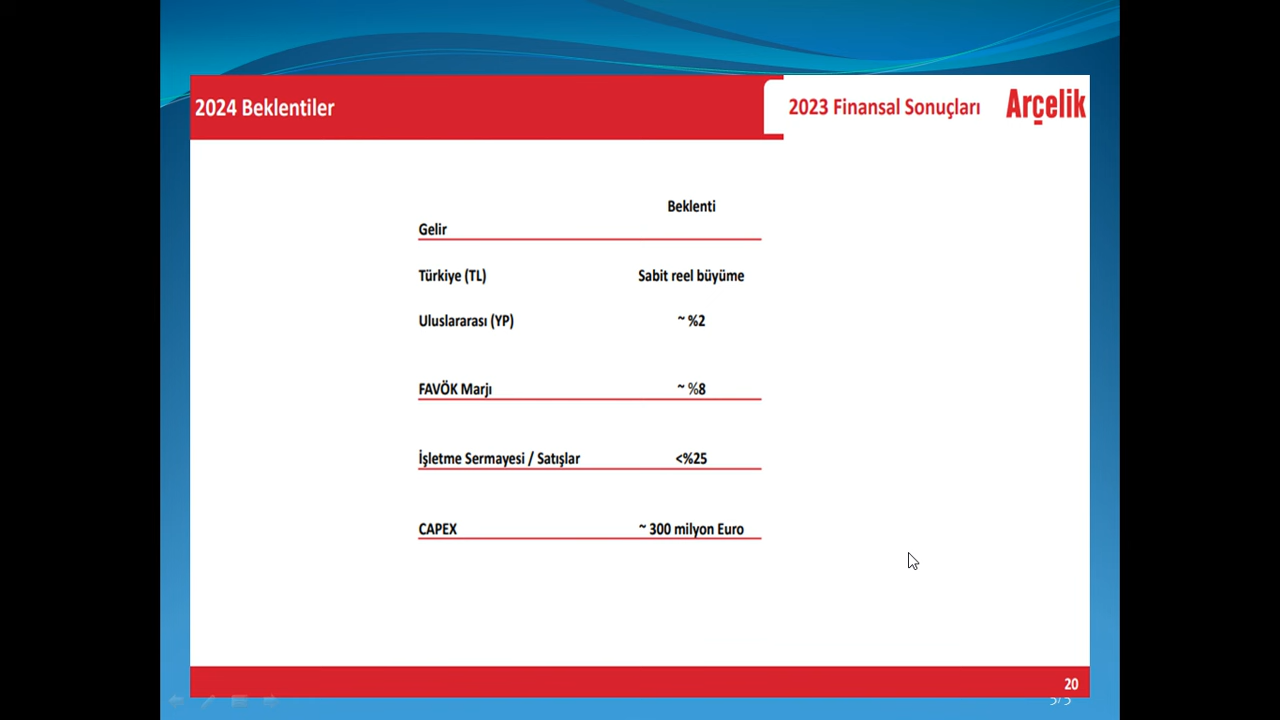 2024 Beklentiler
2023 Finansal Sonuçları
Arçelik
Beklenti
Gelir
Türkiye (TL) Sabit reel büyüme
Uluslararası (YP) ~ %2
FAVÖK Marjı ~ %8
İşletme Sermayesi / Satışlar <%25
CAPEX ~ 300 milyon Euro
20